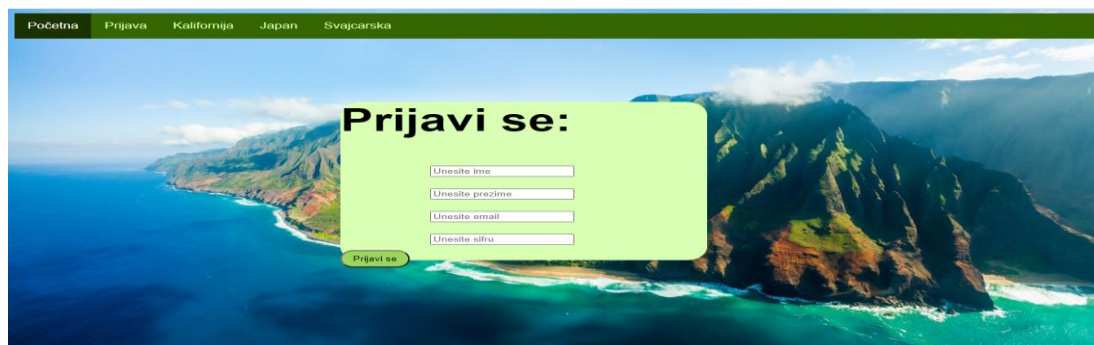 Početna Prijava Kalifornija Japan Svajcarska
Prijavi se:
Unesite ime
Unesite prezime
Unesite email
Unesite sifru
Prijavi se